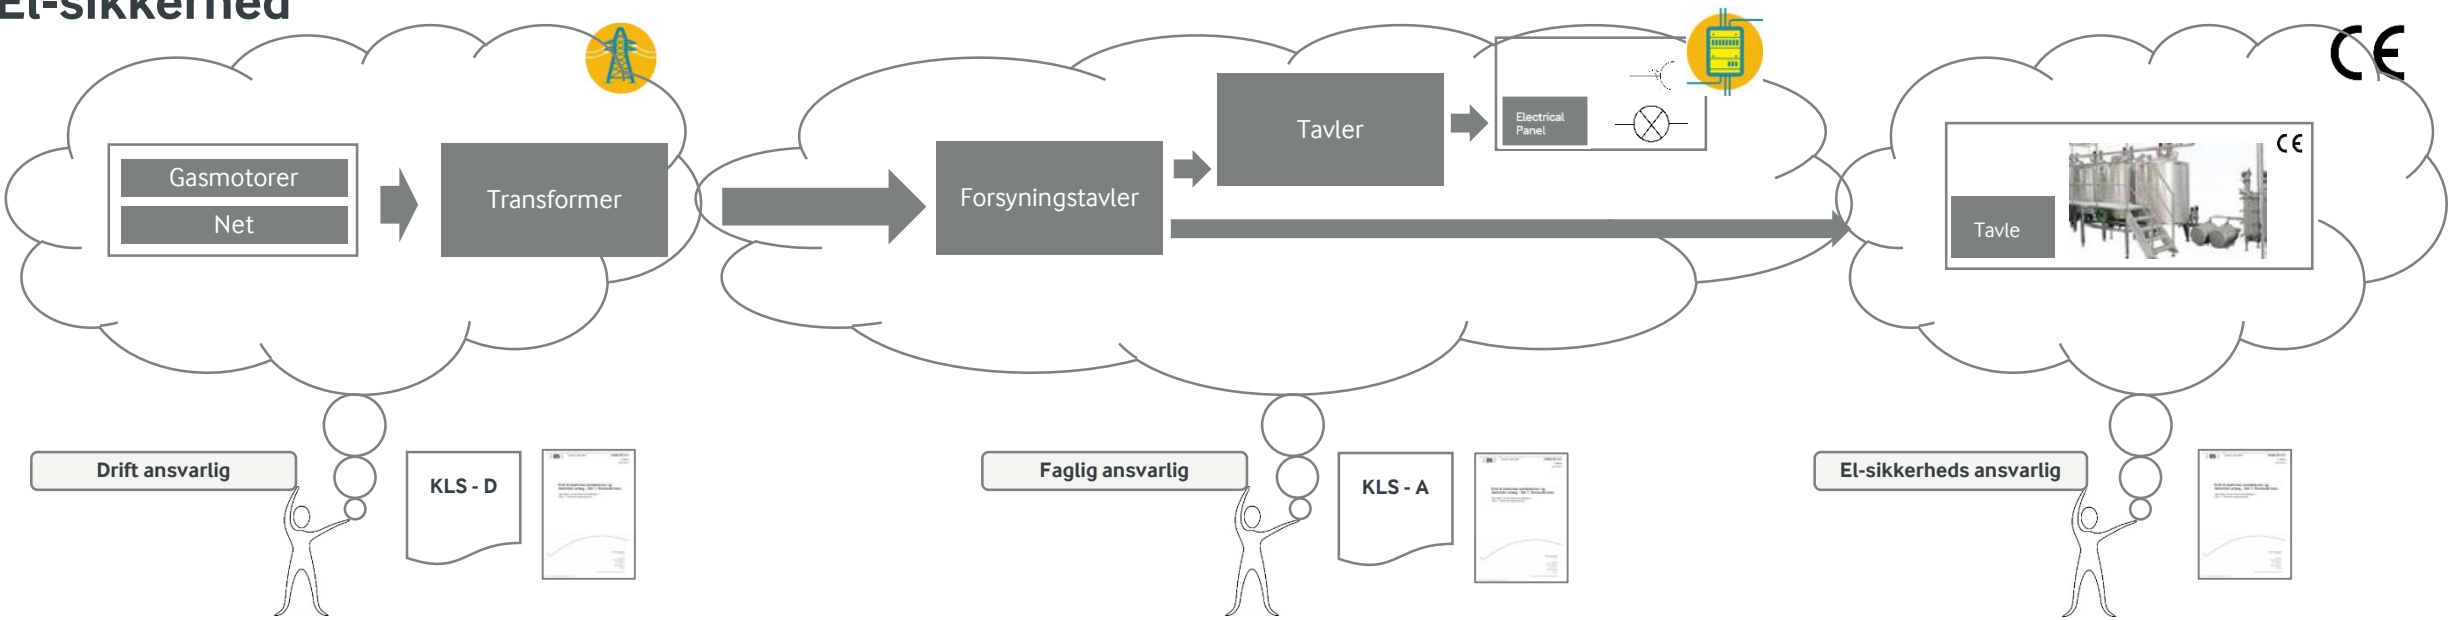 El-sikkerhed
Gasmotorer
Net
Transformer
Forsyningstavler
Tavler
Electrical
Panel
CE
CE
Tavle
Drift ansvarlig
KLS - D
Faglig ansvarlig
KLS - A
El-sikkerheds ansvarlig